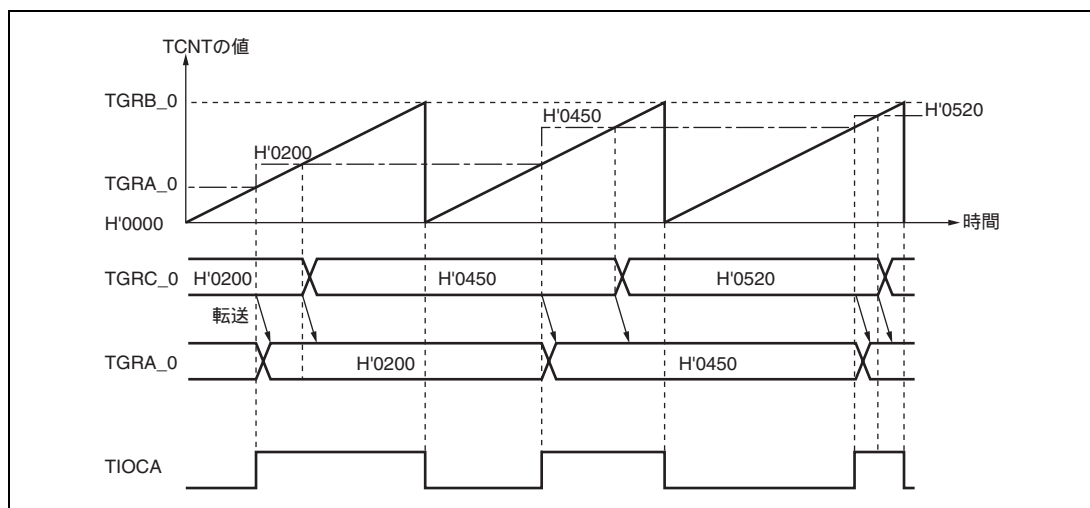 TCNTの値
TGRB_0
H'0520
H'0450
H'0200
TGRA_0
H'0000
時間
TGRC_0
H'0200
H'0450
H'0520
転送
TGRA_0
H'0200
H'0450
TIOCA